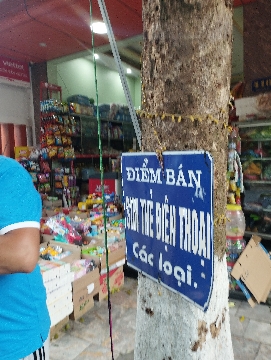 ĐIỂM BÁN
SIM THẺ ĐIỆN THOẠI
Các loại.